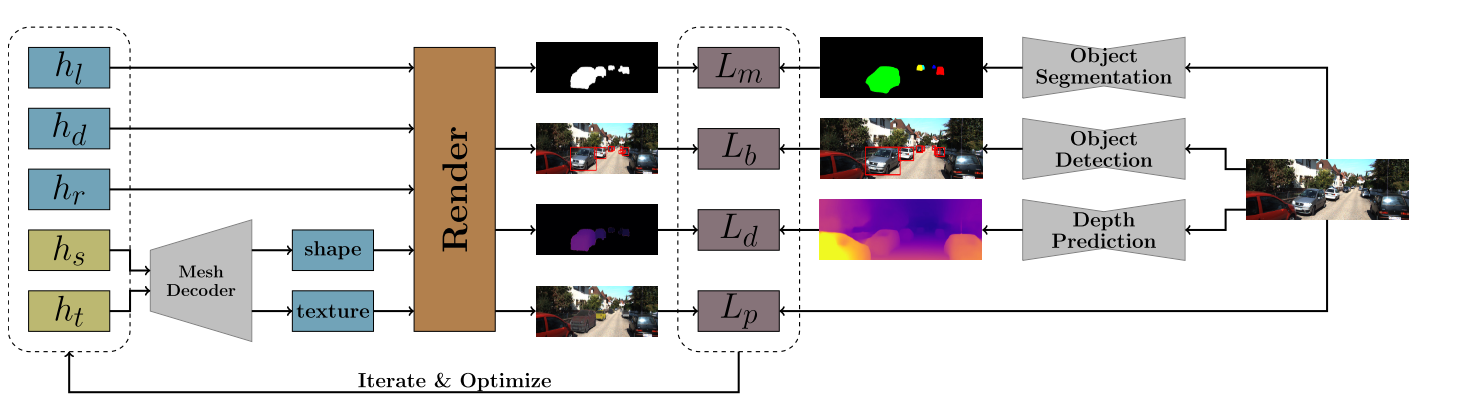 h_l
h_d
h_r
h_s
h_t
Mesh
Decoder
shape
texture
Render
L_m
L_b
L_d
L_p
Object
Segmentation
Object
Detection
Depth
Prediction
Iterate & Optimize